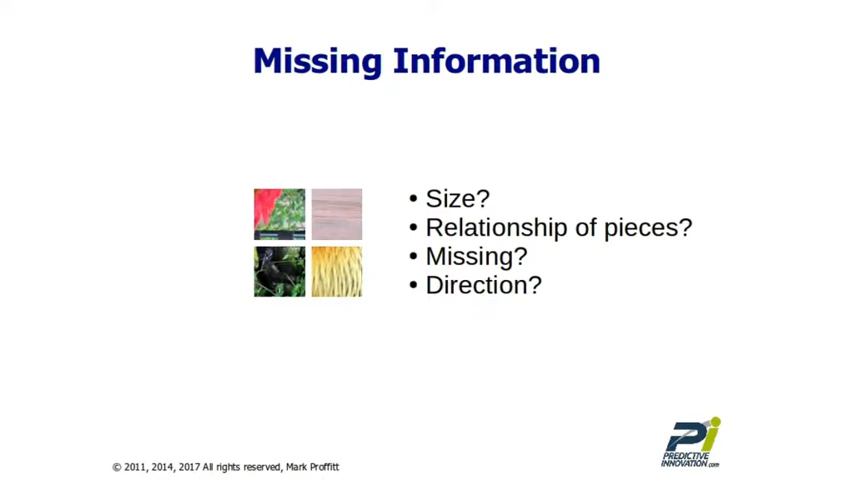 Missing Information
• Size?
• Relationship of pieces?
• Missing?
• Direction?
Pi
PREDICTIVE
INNOVATION.com
© 2011, 2014, 2017 All rights reserved, Mark Proffitt